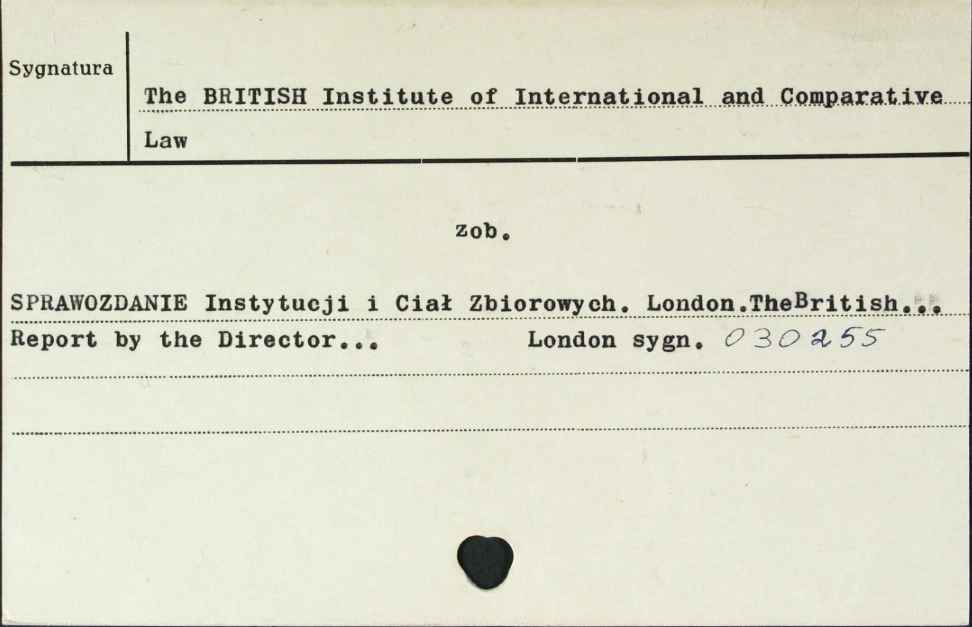 Sygnatura
The BRITISH Institute of International and Comparative
Law
zob.
SPRAWOZDANIE Instytucji i Ciał Zbiorowych. London.TheBritish...
Report by the Director... London sygn. 030255